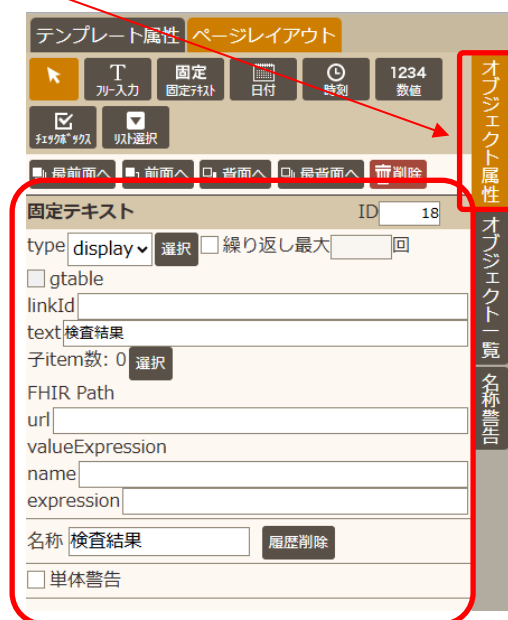 テンプレート属性 ページレイアウト
T 固定 1234
フリー入力 固定テキスト 日付 時刻 数値
チェックボックス リスト選択
最前面へ 前面へ 背面へ 最背面へ 削除
固定テキスト ID 18
type display 選択 繰り返し最大 回
gtable
linkId
text 検査結果
子item数: 0 選択
FHIR Path
url
valueExpression
name
expression
名称 検査結果 履歴削除
単体警告
オブジェクト属性
オブジェクト一覧
名称警告